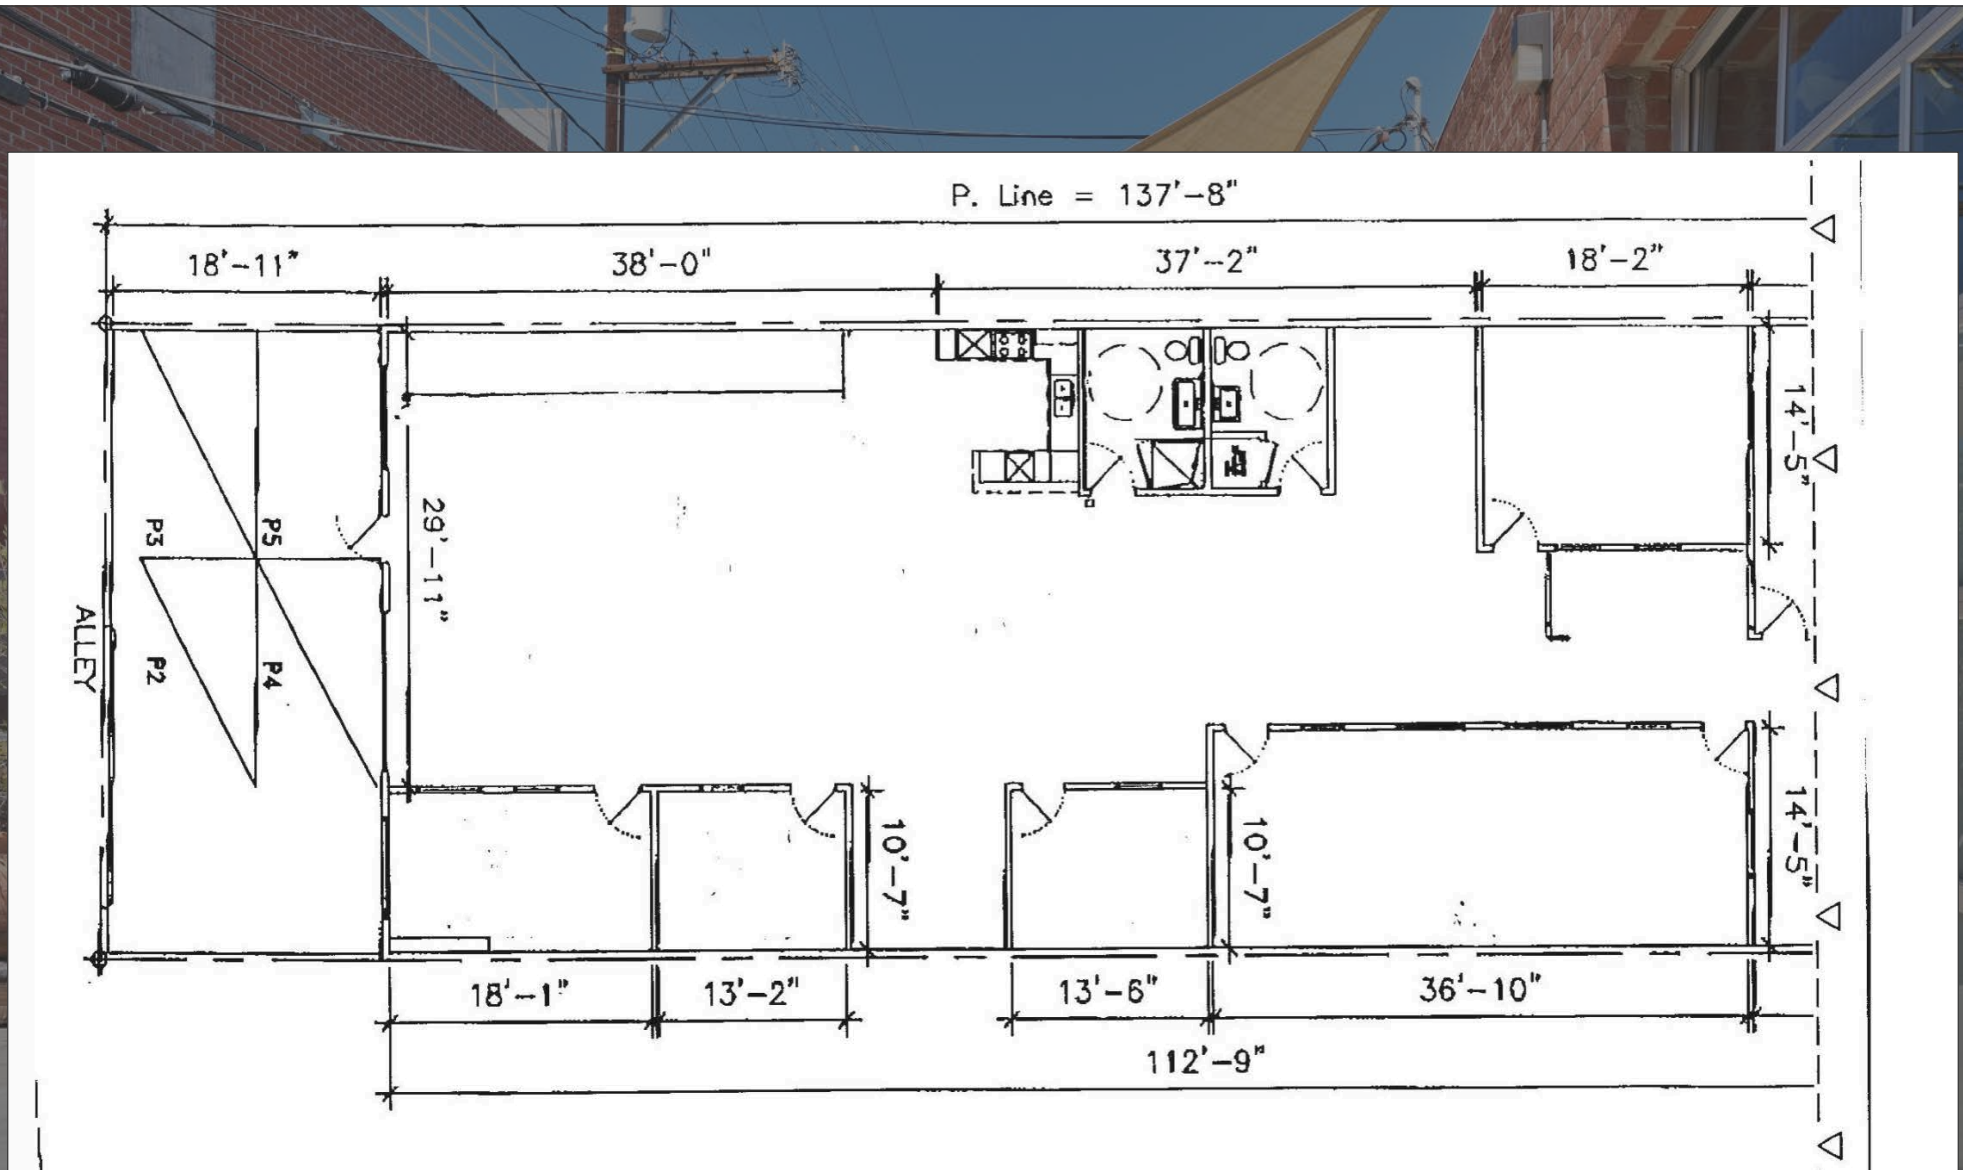 P. Line = 137'-8"
18'-11"
38'-0"
37'-2"
18'-2"
14'-5"
29'-11"
P3
P5
ALLEY
P2
P4
10'-7"
10'-7"
14'-5"
18'-1"
13'-2"
13'-6"
36'-10"
112'-9"